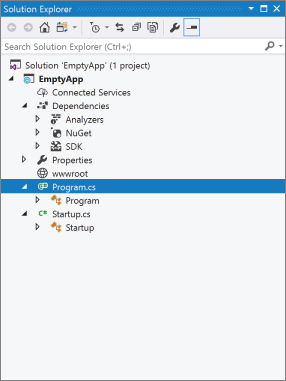 Solution Explorer
Search Solution Explorer (Ctrl+;)
Solution 'EmptyApp' (1 project)
EmptyApp
Connected Services
Dependencies
Analyzers
NuGet
SDK
Properties
wwwroot
Program.cs
Program
C# Startup.cs
Startup